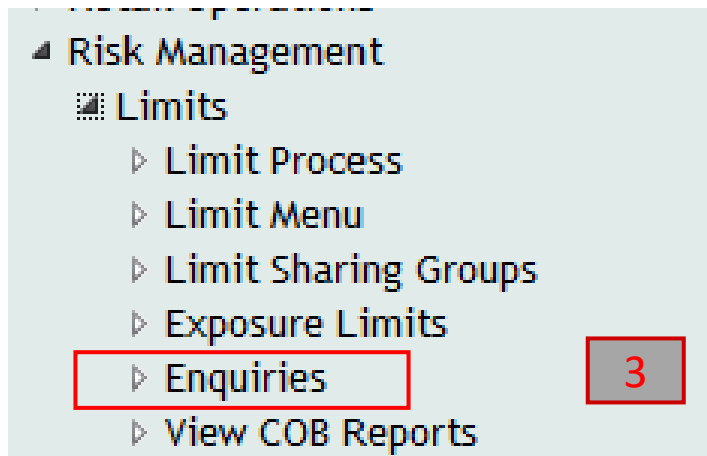 Risk Management
Limits
Limit Process
Limit Menu
Limit Sharing Groups
Exposure Limits
Enquiries
3
View COB Reports